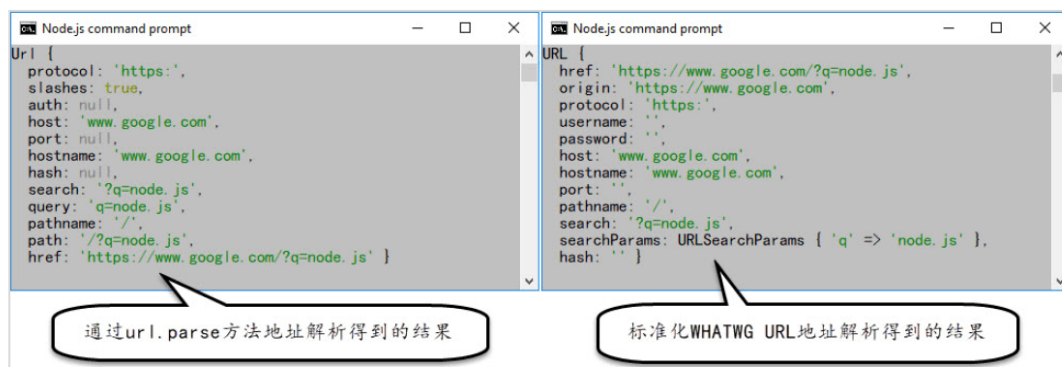 Node.js command prompt
Url {
protocol: 'https:',
slashes: true,
auth: null,
host: 'www.google.com',
port: null,
hostname: 'www.google.com',
hash: null,
search: '?q=node.js',
query: 'q=node.js',
pathname: '/',
path: '/?q=node.js',
href: 'https://www.google.com/?q=node.js' }
通过url.parse方法地址解析得到的结果
Node.js command prompt
URL {
href: 'https://www.google.com/?q=node.js',
origin: 'https://www.google.com',
protocol: 'https:',
username: '',
password: '',
host: 'www.google.com',
hostname: 'www.google.com',
port: '',
pathname: '/',
search: '?q=node.js',
searchParams: URLSearchParams { 'q' => 'node.js' },
hash: '' }
标准化WHATWG URL地址解析得到的结果